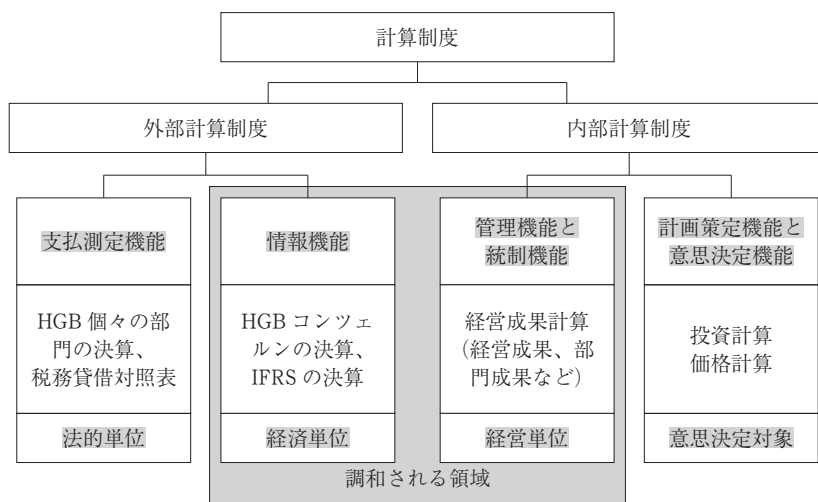 計算制度
外部計算制度
内部計算制度
支払測定機能
情報機能
管理機能と
統制機能
計画策定機能と
意思決定機能
HGB 個々の部
門の決算、
税務貸借対照表
HGB コンツェ
ルンの決算、
IFRS の決算
経営成果計算
（経営成果、部
門成果など）
投資計算
価格計算
法的単位
経済単位
経営単位
意思決定対象
調和される領域